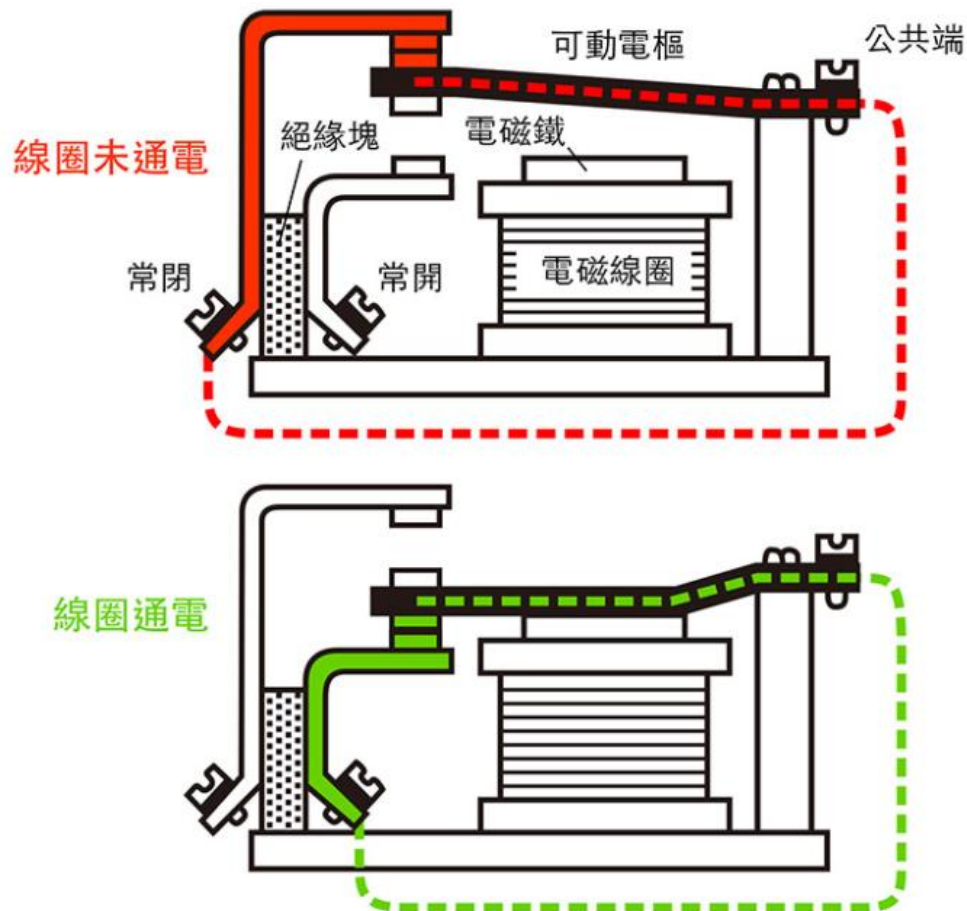 可動電樞
公共端
線圈未通電
絕緣塊
電磁鐵
常閉
常開
電磁線圈
線圈通電